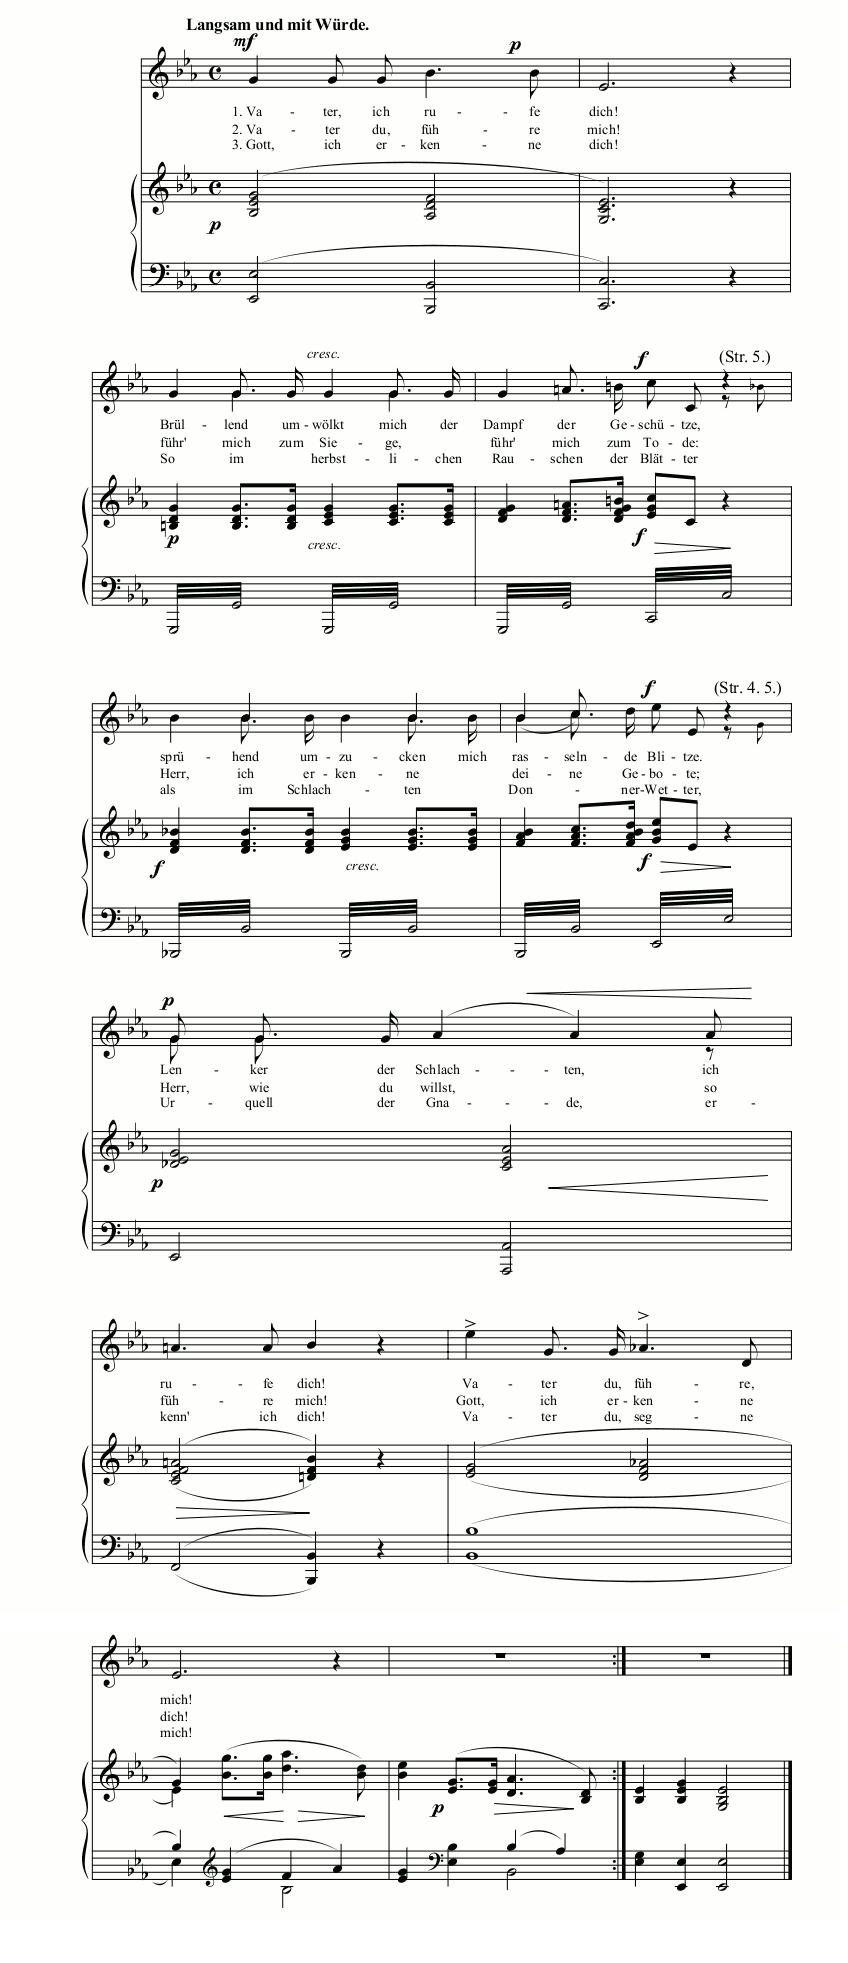 Langsam und mit Würde.
mf p
1. Va - ter, ich ru - fe dich!
2. Va - ter du, füh - re mich!
3. Gott, ich er - ken - ne dich!
p
cresc. f (Str. 5.)
Brül - lend um - wölkt mich der Dampf der Ge - schü - tze,
führ' mich zum Sie - ge, führ' mich zum To - de:
So im herbst - li - chen Rau - schen der Blät - ter
p cresc. f
f (Str. 4. 5.)
sprü - hend um - zu - cken mich ras - seln - de Bli - tze.
Herr, ich er - ken - ne dei - ne Ge - bo - te;
als im Schlach - ten Don - ner - Wet - ter,
f cresc. f
p
Len - ker der Schlach - - ten, ich
Herr, wie du willst, so
Ur - quell der Gna - - de, er -
p
ru - - fe dich! Va - ter du, füh - re,
füh - re mich! Gott, ich er - ken - ne
kenn' ich dich! Va - ter du, seg - ne
mich!
dich!
mich!
p